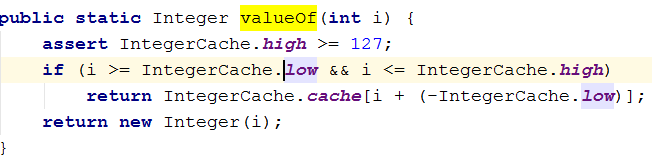 public static Integer valueOf(int i) {
    assert IntegerCache.high >= 127;
    if (i >= IntegerCache.low && i <= IntegerCache.high)
        return IntegerCache.cache[i + (-IntegerCache.low)];
    return new Integer(i);
}